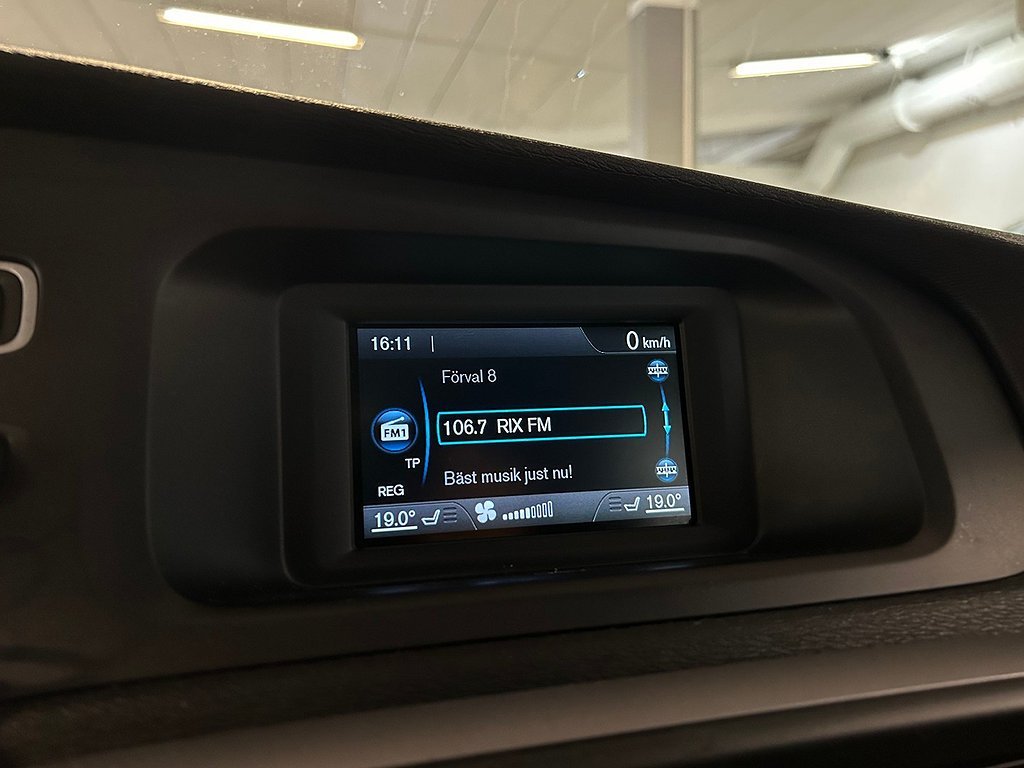 16:11
0 km/h
Förval 8
FM1
106.7 RIX FM
TP
Bäst musik just nu!
REG
19.0°
19.0°